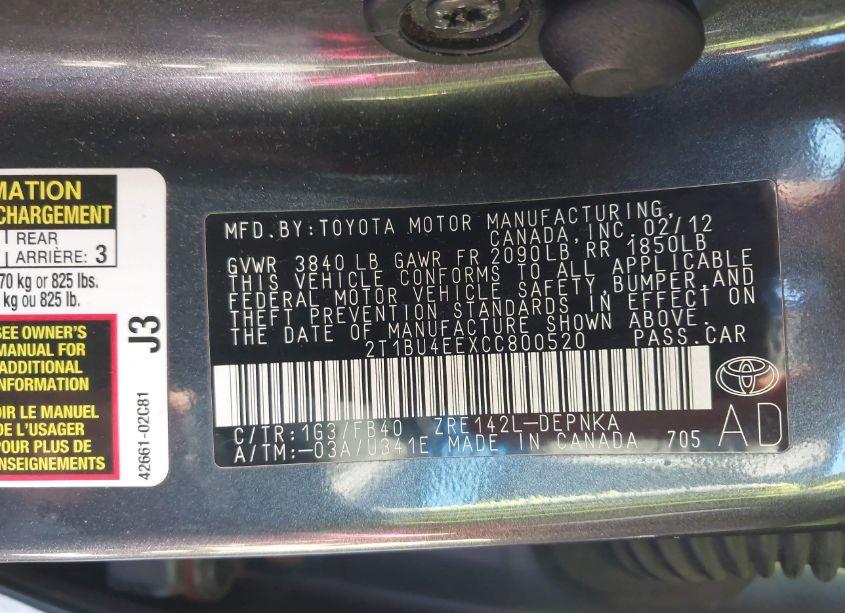 MATION
CHARGEMENT
REAR
ARRIÈRE: 3
70 kg or 825 lbs.
kg ou 825 lb.
SEE OWNER'S
MANUAL FOR
ADDITIONAL
INFORMATION
OIR LE MANUEL
DE L'USAGER
POUR PLUS DE
ENSEIGNEMENTS
J3
42661-02C81
MFD.BY:TOYOTA MOTOR MANUFACTURING,
CANADA,INC.02/12
GVWR 3840LB GAWR FR 2090LB,RR 1850LB
THIS VEHICLE CONFORMS TO ALL APPLICABLE
FEDERAL MOTOR VEHICLE SAFETY,BUMPER,AND
THEFT PREVENTION STANDARDS IN EFFECT ON
THE DATE OF MANUFACTURE SHOWN ABOVE.
2T1BU4EEXCC800520 PASS.CAR
C/TR:1G3/FB40 ZRE142L-DEPNKA
A/TM:-03A/U341E MADE IN CANADA 705
AD